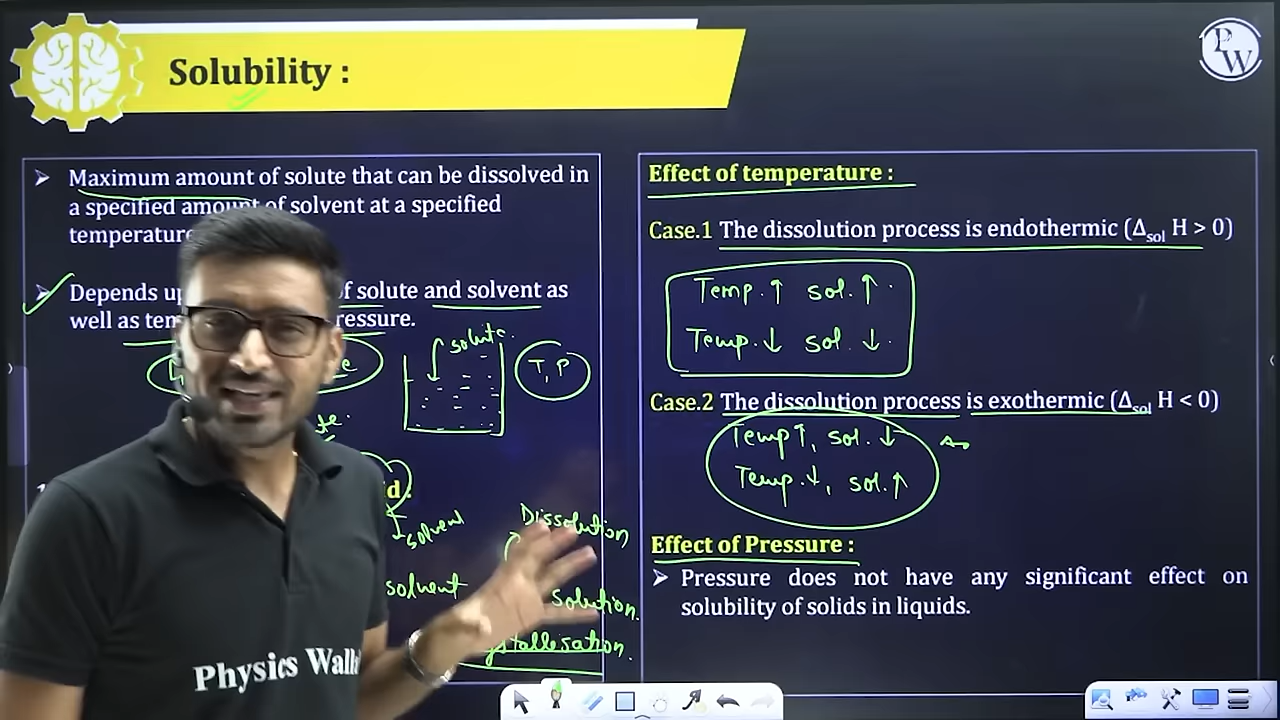 Solubility :
PW
Maximum amount of solute that can be dissolved in
a specified amount of solvent at a specified
temperature
Depends of solute and solvent as
well as
solute
T, P
solvent
Dissolution
solvent
solution.
Effect of temperature :
Case.1 The dissolution process is endothermic (Δsol H > 0)
Temp.↑ sol.↑
Temp.↓ sol.↓
Case.2 The dissolution process is exothermic (Δsol H < 0)
Temp↑, sol.↓
Temp.↓, sol.↑
Effect of Pressure :
Pressure does not have any significant effect on
solubility of solids in liquids.
Physics